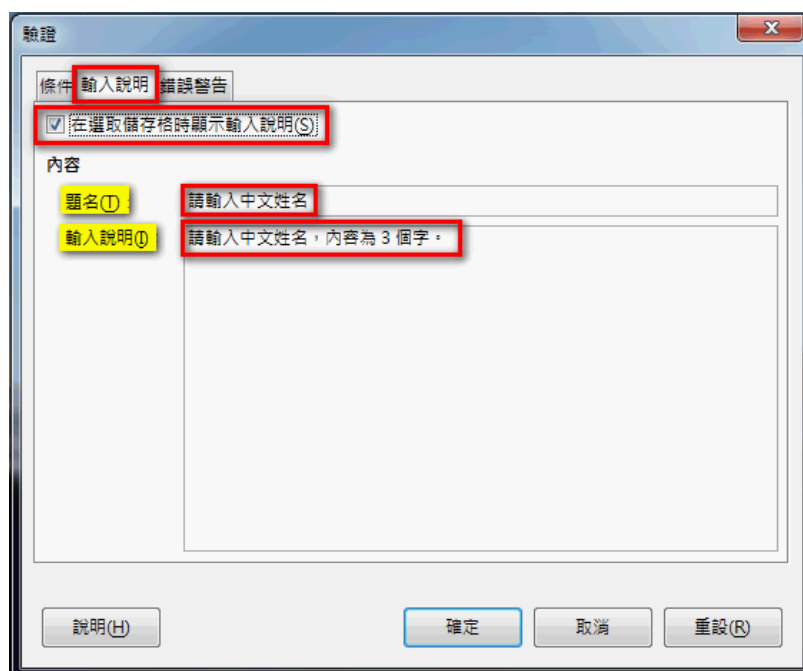 驗證
條件 輸入說明 錯誤警告
在選取儲存格時顯示輸入說明(S)
內容
題名(T): 請輸入中文姓名
輸入說明(I) 請輸入中文姓名，內容為 3 個字。
說明(H) 確定 取消 重設(R)